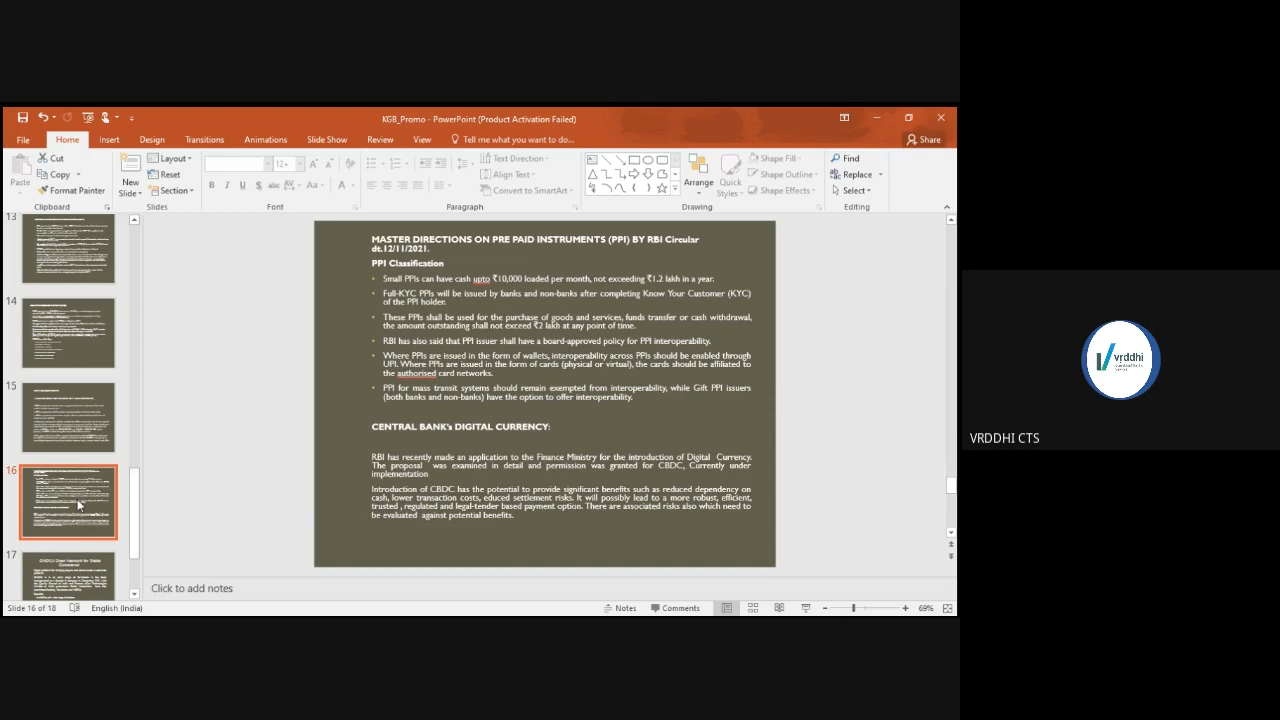 KGB_Promo - PowerPoint (Product Activation Failed)
File Home Insert Design Transitions Animations Slide Show Review View Tell me what you want to do... Share
Paste
Cut
Copy
Format Painter
Clipboard
New
Slide
Layout
Reset
Section
Slides
12+
Font
Text Direction
Align Text
Convert to SmartArt
Paragraph
Arrange
Quick
Styles
Shape Fill
Shape Outline
Shape Effects
Drawing
Find
Replace
Select
Editing
13
14
15
16
17
MASTER DIRECTIONS ON PRE PAID INSTRUMENTS (PPI) BY RBI Circular
dt.12/11/2021.
PPI Classification
• Small PPIs can have cash upto ₹10,000 loaded per month, not exceeding ₹1.2 lakh in a year.
• Full-KYC PPIs will be issued by banks and non-banks after completing Know Your Customer (KYC)
of the PPI holder.
• These PPIs shall be used for the purchase of goods and services, funds transfer or cash withdrawal,
the amount outstanding shall not exceed ₹2 lakh at any point of time.
• RBI has also said that PPI issuer shall have a board-approved policy for PPI interoperability.
• Where PPIs are issued in the form of wallets, interoperability across PPIs should be enabled through
UPI. Where PPIs are issued in the form of cards (physical or virtual), the cards should be affiliated to
the authorised card networks.
• PPI for mass transit systems should remain exempted from interoperability, while Gift PPI issuers
(both banks and non-banks) have the option to offer interoperability.
CENTRAL BANK's DIGITAL CURRENCY:
RBI has recently made an application to the Finance Ministry for the introduction of Digital Currency.
The proposal was examined in detail and permission was granted for CBDC, Currently under
implementation
Introduction of CBDC has the potential to provide significant benefits such as reduced dependency on
cash, lower transaction costs, educed settlement risks. It will possibly lead to a more robust, efficient,
trusted , regulated and legal-tender based payment option. There are associated risks also which need to
be evaluated against potential benefits.
Click to add notes
Slide 16 of 18 English (India) Notes Comments 69%
vrddhi
VRDDHI CTS